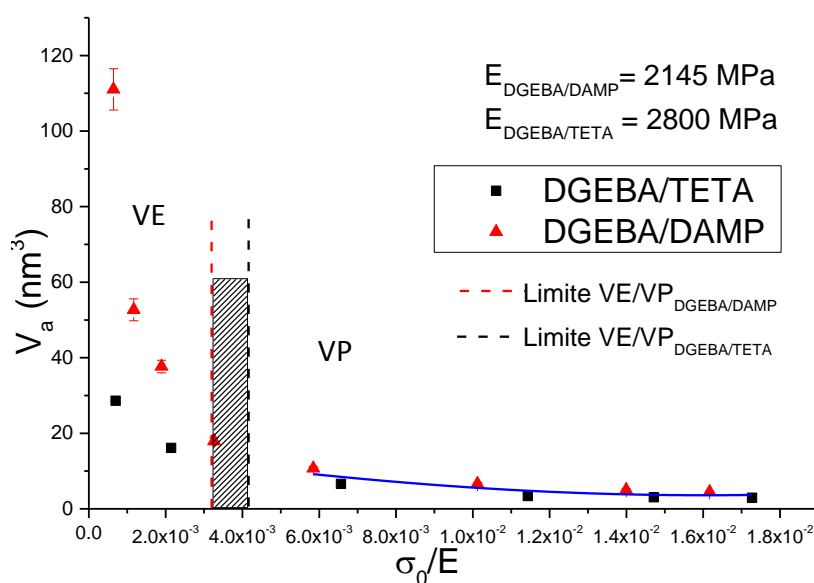 E_DGEBA/DAMP = 2145 MPa
E_DGEBA/TETA = 2800 MPa
DGEBA/TETA
DGEBA/DAMP
Limite VE/VP_DGEBA/DAMP
Limite VE/VP_DGEBA/TETA
VE
VP
V_a (nm³)
120
100
80
60
40
20
0
0.0 2.0x10⁻³ 4.0x10⁻³ 6.0x10⁻³ 8.0x10⁻³ 1.0x10⁻² 1.2x10⁻² 1.4x10⁻² 1.6x10⁻² 1.8x10⁻²
σ₀/E